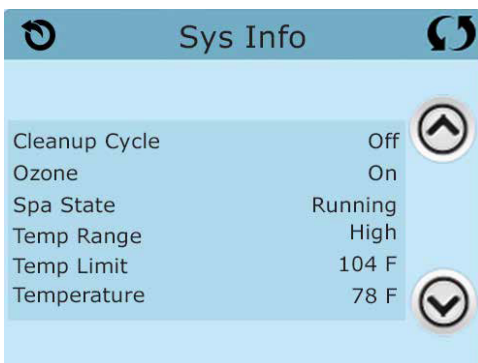 Sys Info
Cleanup Cycle Off
Ozone On
Spa State Running
Temp Range High
Temp Limit 104 F
Temperature 78 F